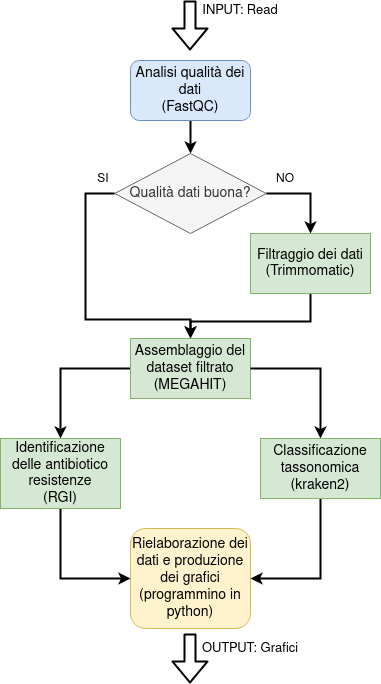 INPUT: Read
Analisi qualità dei
dati
(FastQC)
SI
NO
Qualità dati buona?
Filtraggio dei dati
(Trimmomatic)
Assemblaggio del
dataset filtrato
(MEGAHIT)
Identificazione
delle antibiotico
resistenze
(RGI)
Classificazione
tassonomica
(kraken2)
Rielaborazione dei
dati e produzione
dei grafici
(programmino in
python)
OUTPUT: Grafici